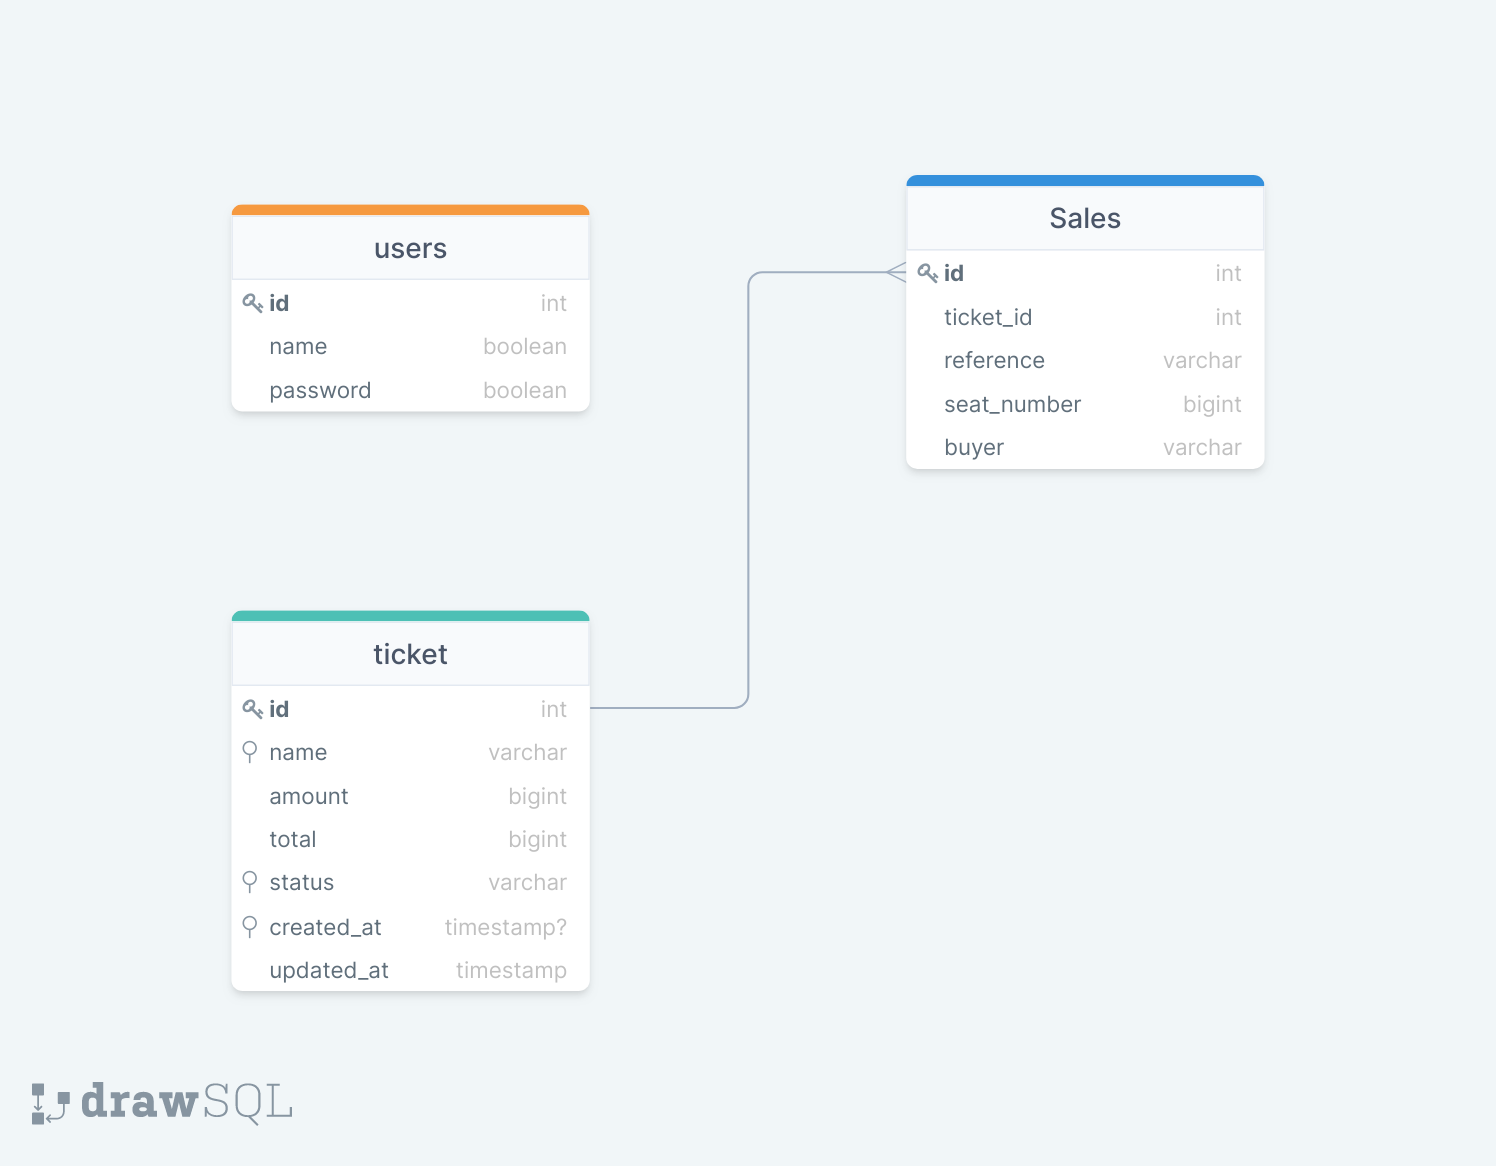 users
id int
name boolean
password boolean
Sales
id int
ticket_id int
reference varchar
seat_number bigint
buyer varchar
ticket
id int
name varchar
amount bigint
total bigint
status varchar
created_at timestamp?
updated_at timestamp
drawSQL